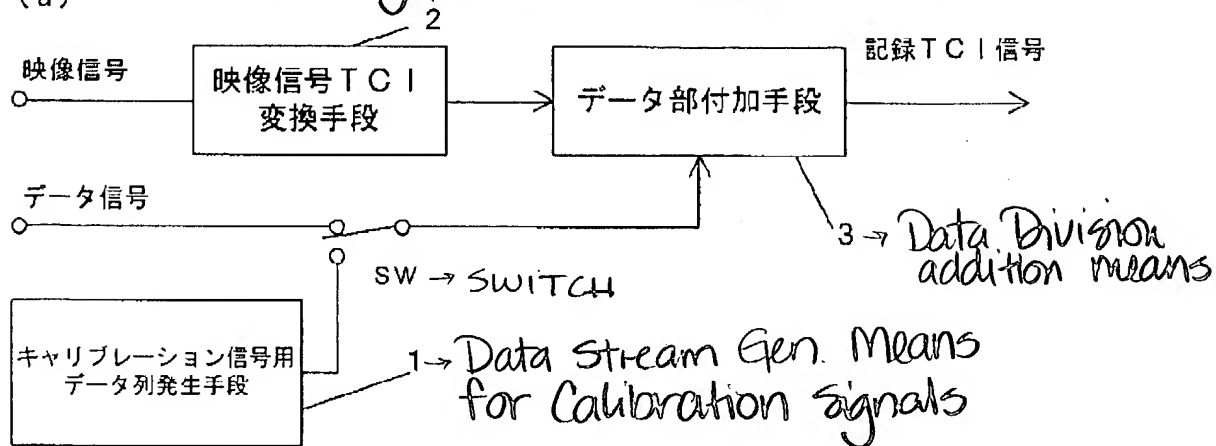 (a)
2
映像信号
映像信号TCI
変換手段
データ部付加手段
記録TCI信号
データ信号
SW → SWITCH
3 → Data Division
addition means
キャリブレーション信号用
データ列発生手段
1 → Data Stream Gen. Means
for Calibration Signals